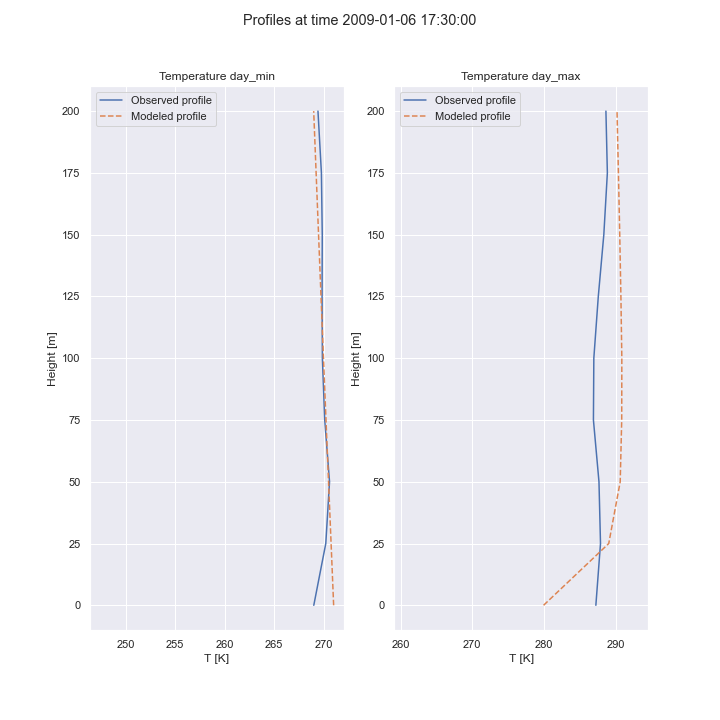 Profiles at time 2009-01-06 17:30:00
Temperature day_min
Observed profile
Modeled profile
200
175
150
125
100
75
50
25
0
Height [m]
250
255
260
265
270
T [K]
Temperature day_max
Observed profile
Modeled profile
200
175
150
125
100
75
50
25
0
Height [m]
260
270
280
290
T [K]